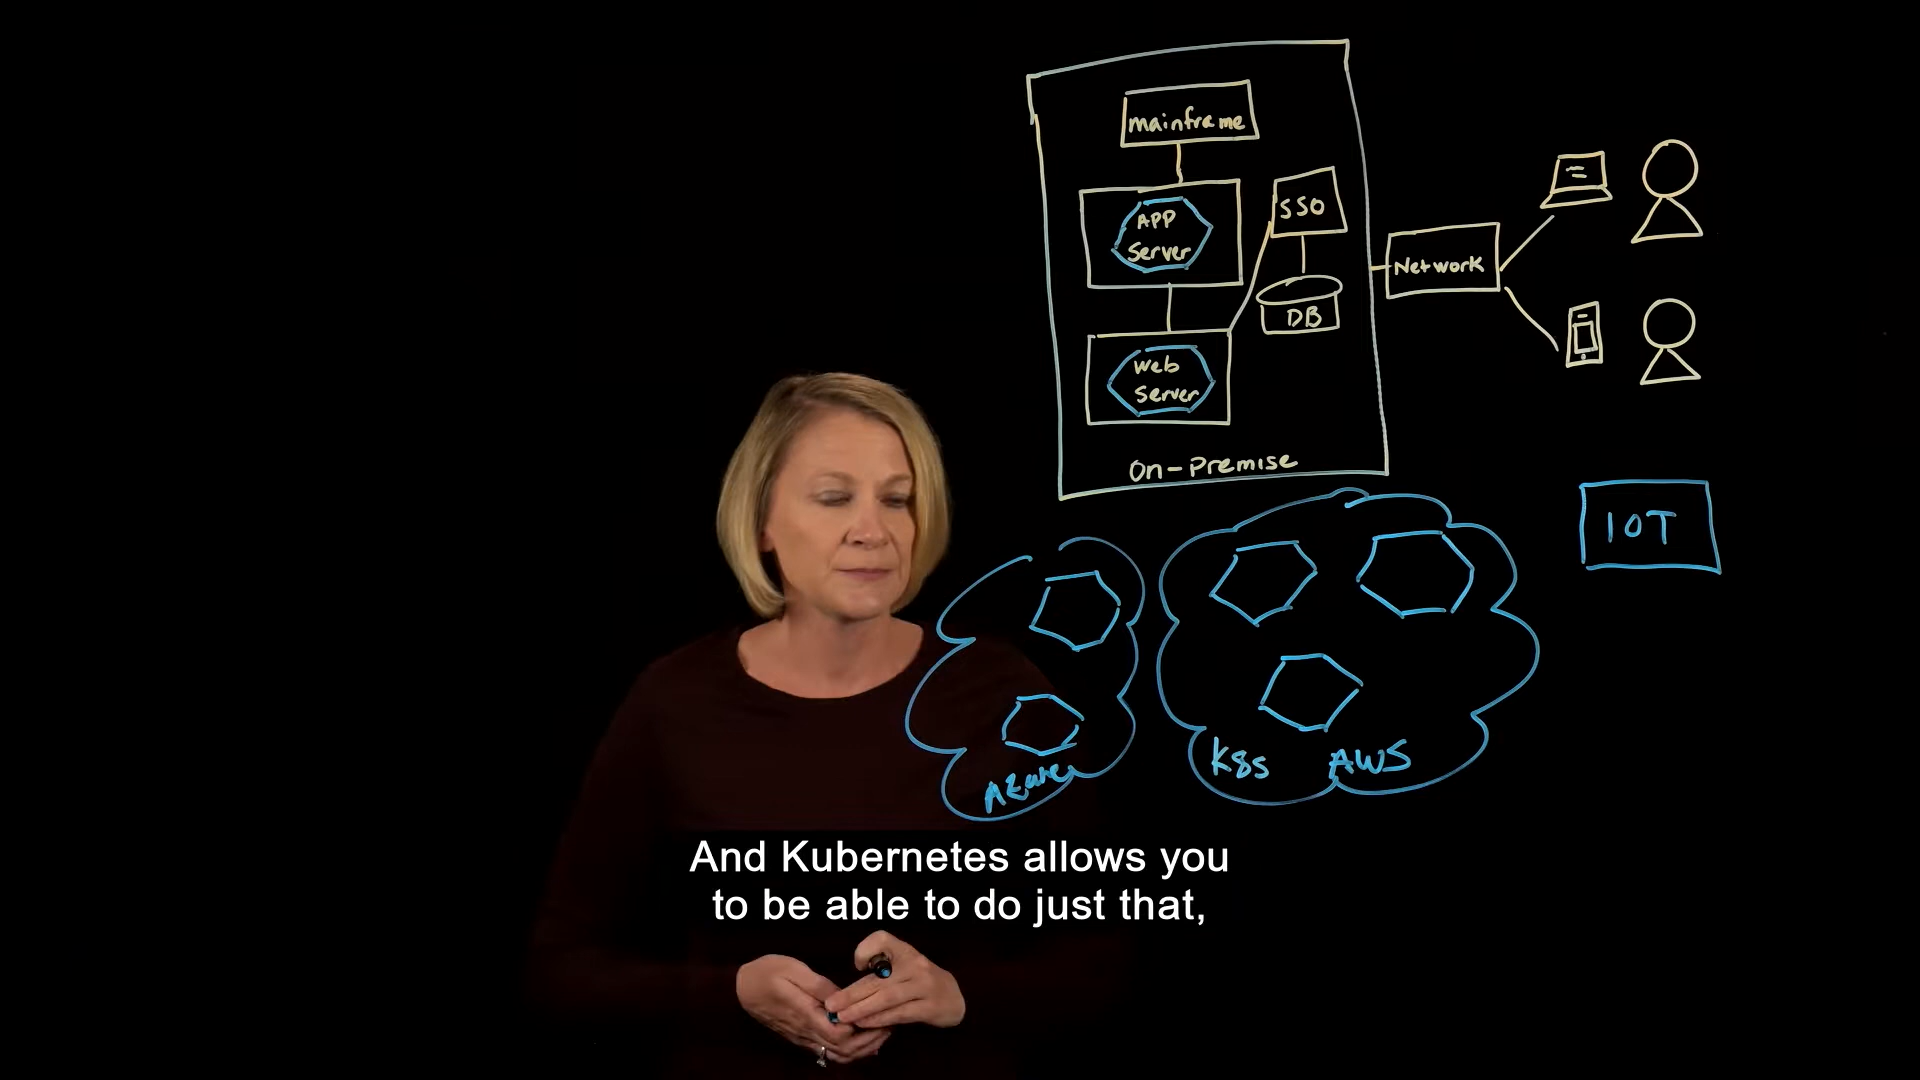 mainframe
APP
Server
SSO
DB
Network
Web
Server
On-Premise
IOT
K8s
AWS
Azure
And Kubernetes allows you
to be able to do just that,